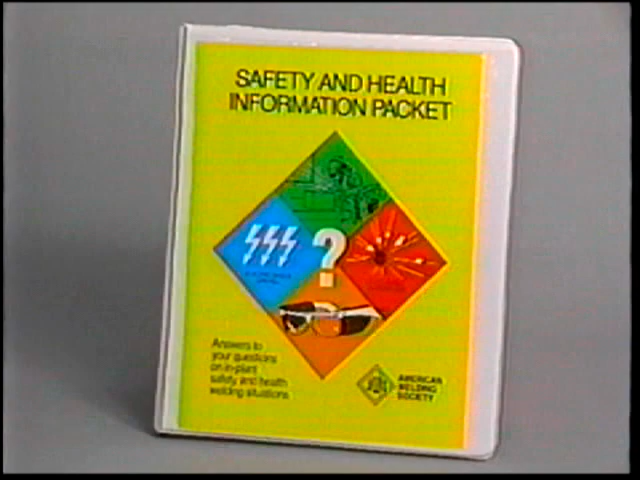 SAFETY AND HEALTH
INFORMATION PACKET
?
Answers to
your questions
on in-plant
safety and health
welding situations
AMERICAN
WELDING
SOCIETY